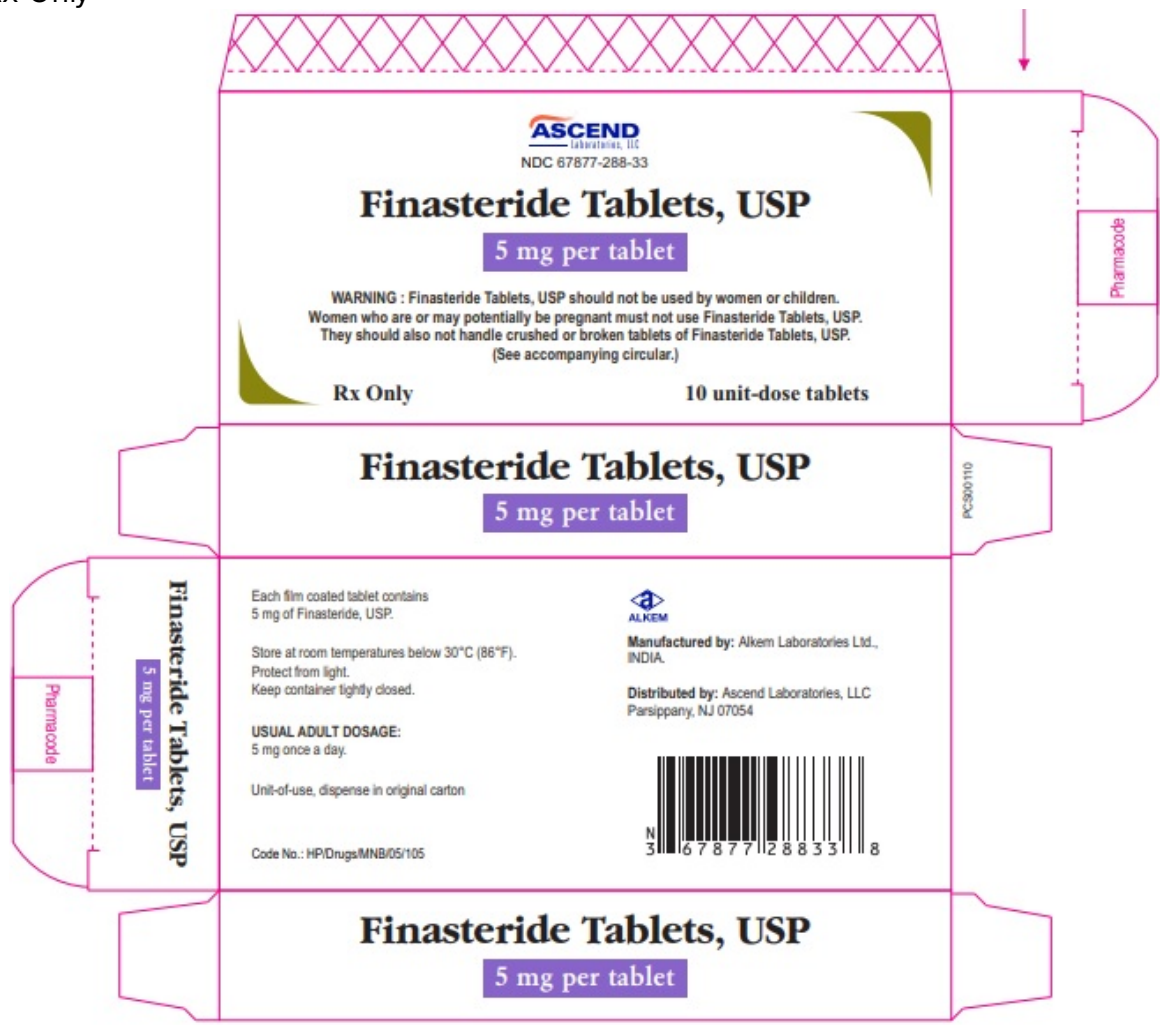 Rx Only
ASCEND
Laboratories, LLC
NDC 67877-288-33
Finasteride Tablets, USP
5 mg per tablet
WARNING : Finasteride Tablets, USP should not be used by women or children.
Women who are or may potentially be pregnant must not use Finasteride Tablets, USP.
They should also not handle crushed or broken tablets of Finasteride Tablets, USP.
(See accompanying circular.)
Rx Only 10 unit-dose tablets
Pharmacode
Finasteride Tablets, USP
5 mg per tablet
PCS00110
Pharmacode
Finasteride Tablets, USP
5 mg per tablet
Each film coated tablet contains
5 mg of Finasteride, USP.
Store at room temperatures below 30°C (86°F).
Protect from light.
Keep container tightly closed.
USUAL ADULT DOSAGE:
5 mg once a day.
Unit-of-use, dispense in original carton
Code No.: HP/Drugs/MNB/05/105
a
ALKEM
Manufactured by: Alkem Laboratories Ltd.,
INDIA.
Distributed by: Ascend Laboratories, LLC
Parsippany, NJ 07054
N
3 67877 28833 8
Finasteride Tablets, USP
5 mg per tablet